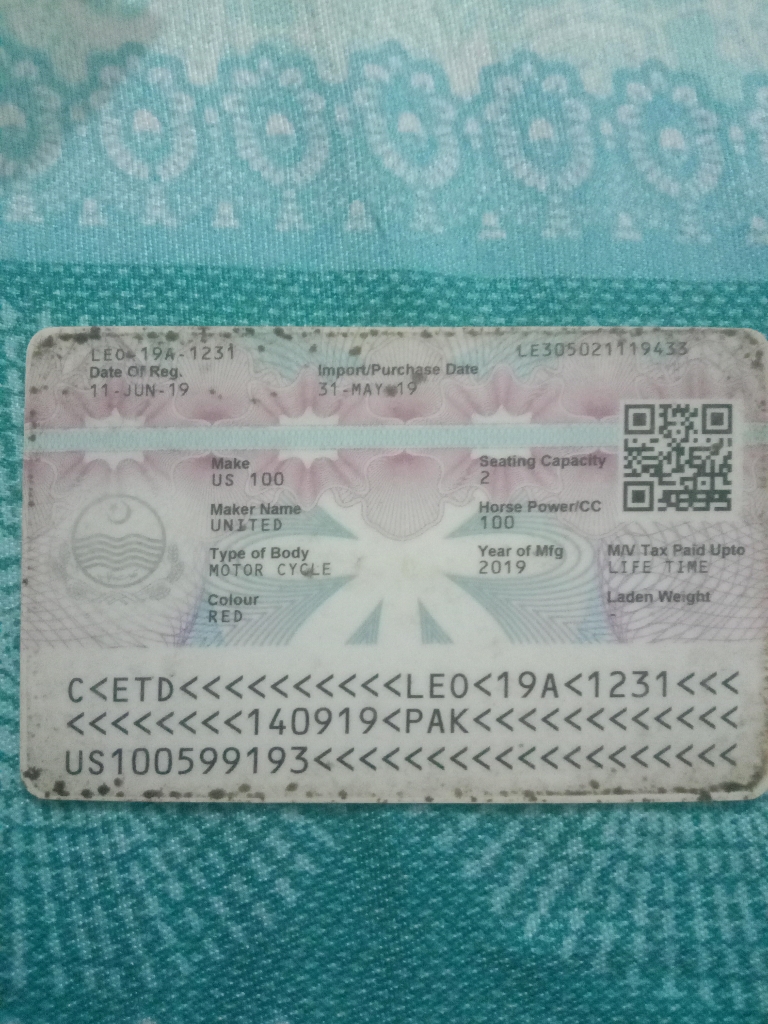 LEO-19A-1231 LE305021119433
Date Of Reg. Import/Purchase Date
11-JUN-19 31-MAY-19
Make Seating Capacity
US 100 2
Maker Name Horse Power/CC
UNITED 100
Type of Body Year of Mfg M/V Tax Paid Upto
MOTOR CYCLE 2019 LIFE TIME
Colour Laden Weight
RED -
C<ETD<<<<<<<<<<<LEO<19A<1231<<<
<<<<<<<<140919<PAK<<<<<<<<<<<<
US100599193<<<<<<<<<<<<<<<<<<<